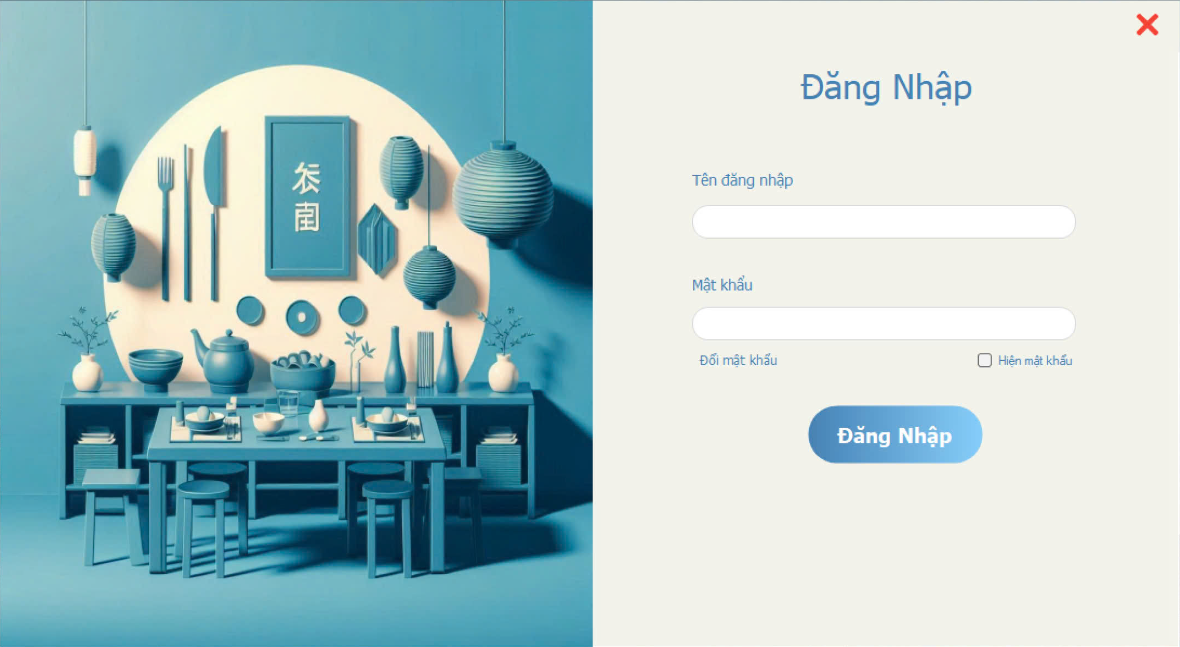 Đăng Nhập
Tên đăng nhập
Mật khẩu
Đổi mật khẩu
Hiện mật khẩu
Đăng Nhập